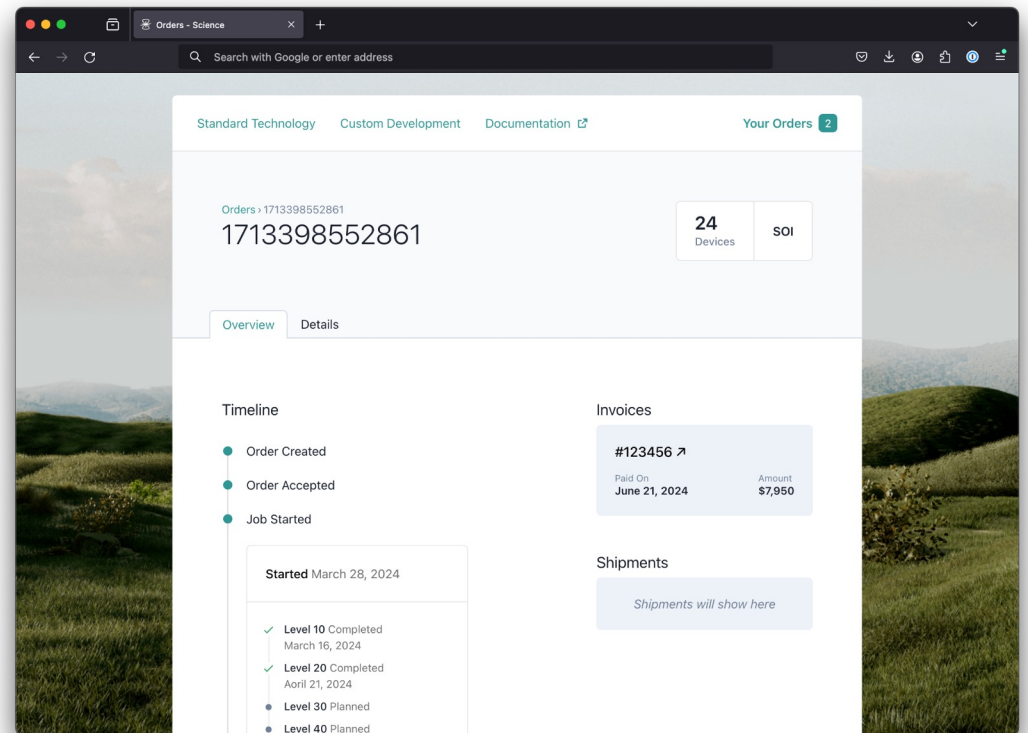 Orders - Science
Search with Google or enter address
Standard Technology
Custom Development
Documentation
Your Orders 2
Orders › 1713398552861
1713398552861
24
Devices
SOI
Overview
Details
Timeline
Order Created
Order Accepted
Job Started
Started March 28, 2024
Level 10 Completed
March 16, 2024
Level 20 Completed
Aoril 21, 2024
Level 30 Planned
Level 40 Planned
Invoices
#123456
Paid On
June 21, 2024
Amount
$7,950
Shipments
Shipments will show here